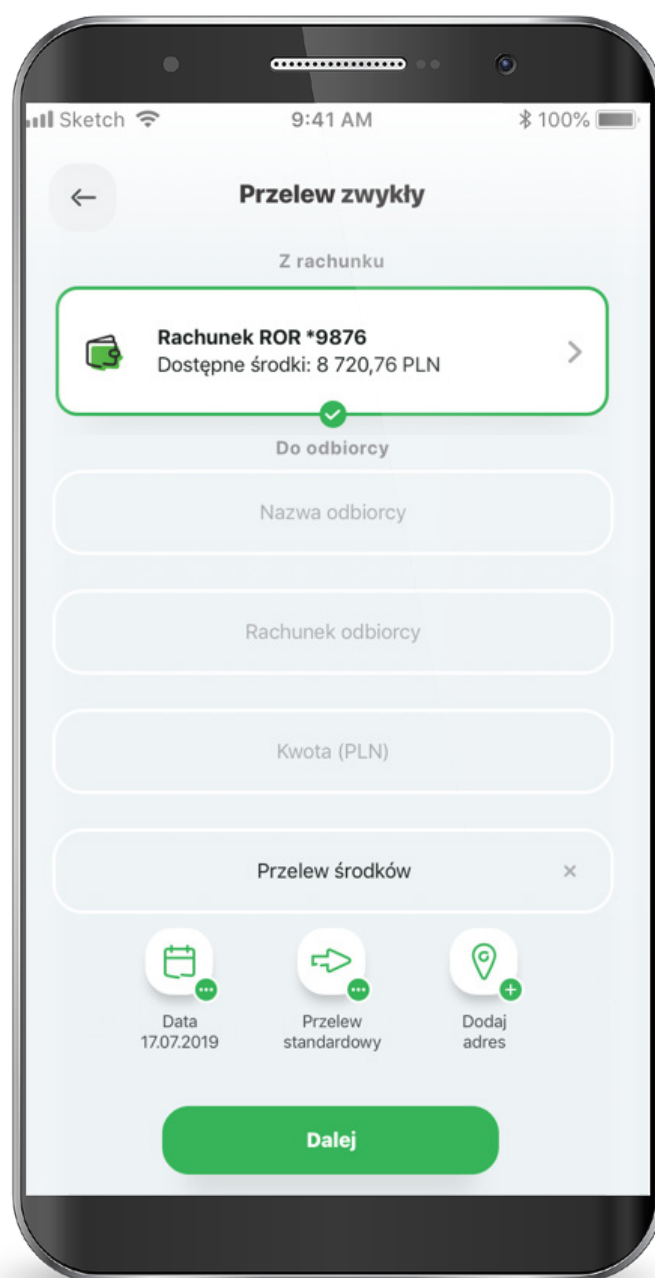 Sketch 9:41 AM 100%
Przelew zwykły
Z rachunku
Rachunek ROR *9876
Dostępne środki: 8 720,76 PLN
Do odbiorcy
Nazwa odbiorcy
Rachunek odbiorcy
Kwota (PLN)
Przelew środków
Data
17.07.2019
Przelew
standardowy
Dodaj
adres
Dalej